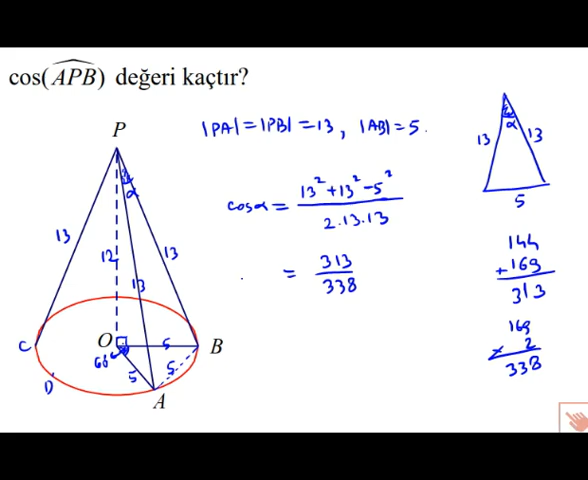 cos(APB) değeri kaçtır?
P
|PA|=|PB|=13, |AB|=5.
α
13
12
13
13
C
O
60°
5
5
5
B
D
A
cosα = 13²+13²-5² / 2.13.13
= 313 / 338
α
13
13
5
144
+169
313
169
x 2
338